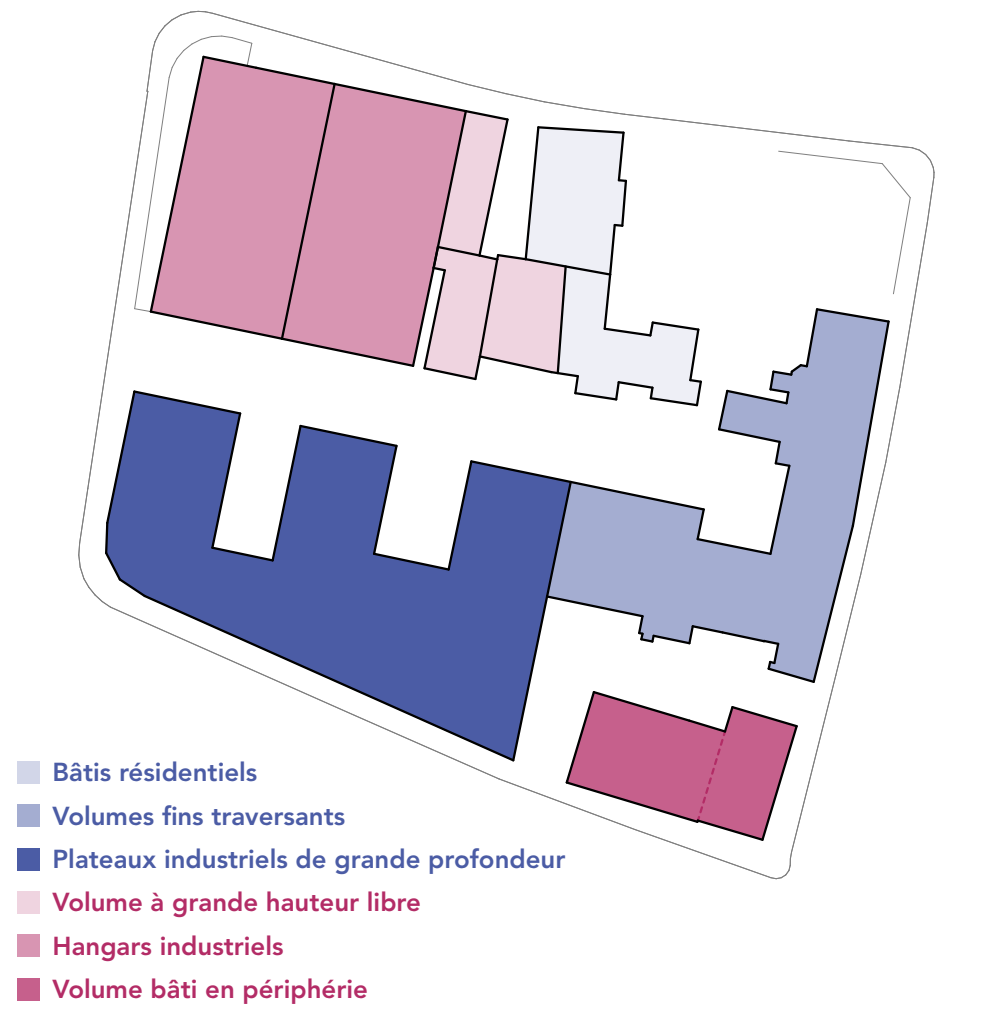 Bâtis résidentiels
Volumes fins traversants
Plateaux industriels de grande profondeur
Volume à grande hauteur libre
Hangars industriels
Volume bâti en périphérie